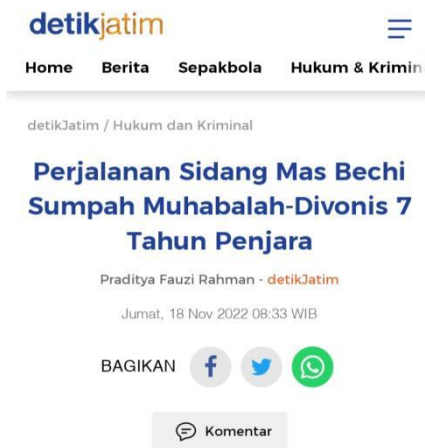 detikjatim
Home Berita Sepakbola Hukum & Krimin
detikJatim / Hukum dan Kriminal
Perjalanan Sidang Mas Bechi
Sumpah Muhabalah-Divonis 7
Tahun Penjara
Praditya Fauzi Rahman - detikJatim
Jumat, 18 Nov 2022 08:33 WIB
BAGIKAN
Komentar